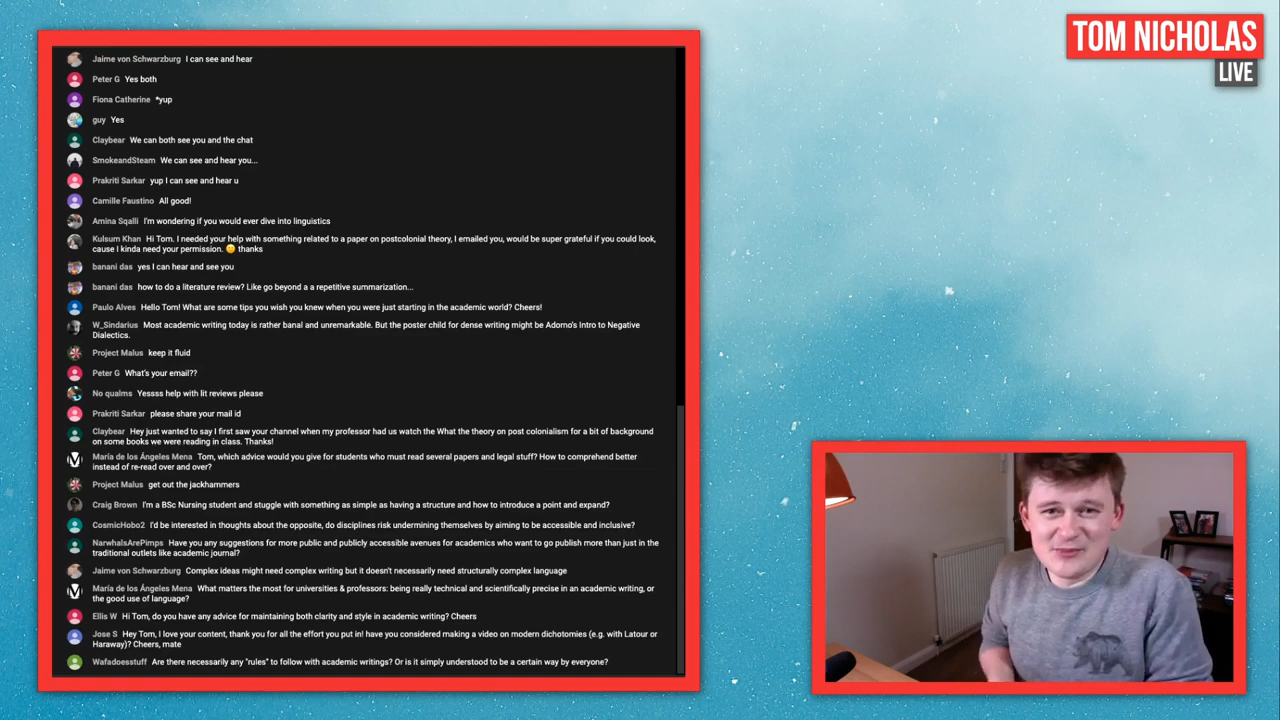 TOM NICHOLAS
LIVE
Jaime von Schwarzburg I can see and hear
Peter G Yes both
Fiona Catherine *yup
guy Yes
Claybear We can both see you and the chat
SmokeandSteam We can see and hear you...
Prakriti Sarkar yup I can see and hear u
Camille Faustino All good!
Amina Sqalli I'm wondering if you would ever dive into linguistics
Kulsum Khan Hi Tom. I needed your help with something related to a paper on postcolonial theory, I emailed you, would be super grateful if you could look,
cause I kinda need your permission. 🙂 thanks
banani das yes I can hear and see you
banani das how to do a literature review? Like go beyond a a repetitive summarization...
Paulo Alves Hello Tom! What are some tips you wish you knew when you were just starting in the academic world? Cheers!
W_Sindarius Most academic writing today is rather banal and unremarkable. But the poster child for dense writing might be Adorno's Intro to Negative
Dialectics.
Project Malus keep it fluid
Peter G What's your email??
No qualms Yessss help with lit reviews please
Prakriti Sarkar please share your mail id
Claybear Hey just wanted to say I first saw your channel when my professor had us watch the What the theory on post colonialism for a bit of background
on some books we were reading in class. Thanks!
María de los Ángeles Mena Tom, which advice would you give for students who must read several papers and legal stuff? How to comprehend better
instead of re-read over and over?
Project Malus get out the jackhammers
Craig Brown I'm a BSc Nursing student and stuggle with something as simple as having a structure and how to introduce a point and expand?
CosmicHobo2 I'd be interested in thoughts about the opposite, do disciplines risk undermining themselves by aiming to be accessible and inclusive?
NarwhalsArePimps Have you any suggestions for more public and publicly accessible avenues for academics who want to go publish more than just in the
traditional outlets like academic journal?
Jaime von Schwarzburg Complex ideas might need complex writing but it doesn't necessarily need structurally complex language
María de los Ángeles Mena What matters the most for universities & professors: being really technical and scientifically precise in an academic writing, or
the good use of language?
Ellis W Hi Tom, do you have any advice for maintaining both clarity and style in academic writing? Cheers
Jose S Hey Tom, I love your content, thank you for all the effort you put in! have you considered making a video on modern dichotomies (e.g. with Latour or
Haraway)? Cheers, mate
Wafadoesstuff Are there necessarily any "rules" to follow with academic writings? Or is it simply understood to be a certain way by everyone?